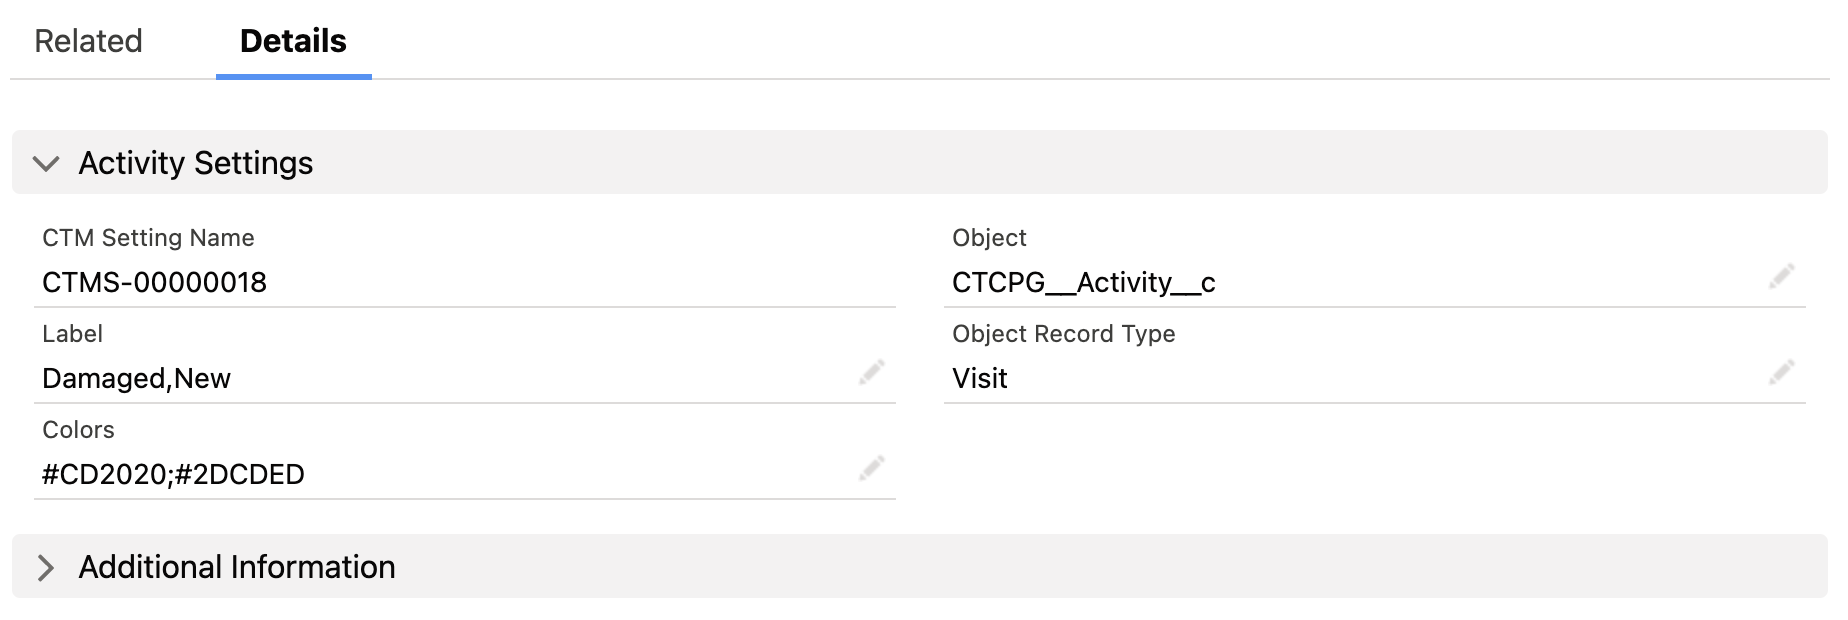 Related Details
Activity Settings
CTM Setting Name
CTMS-00000018
Object
CTCPG__Activity__c
Label
Damaged,New
Object Record Type
Visit
Colors
#CD2020;#2DCDED
Additional Information